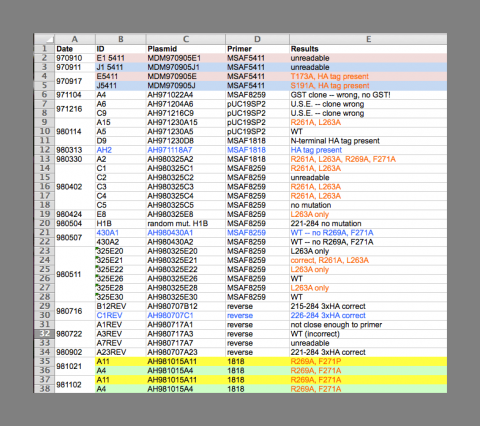 A B C D E
1 Date ID Plasmid Primer Results
2 970910 E1 5411 MDM970905E1 MSAF5411 unreadable
3 970911 J1 5411 MDM970905J1 MSAF5411 unreadable
4 970917 E5411 MDM970905E MSAF5411 T173A, HA tag present
5 J5411 MDM970905J MSAF5411 S191A, HA tag present
6 971104 A4 AH971022A4 MSAF8259 GST clone -- wrong, no GST!
7 971216 A6 AH971204A6 pUC19SP2 U.S.E. -- clone wrong
8 C9 AH971216C9 pUC19SP2 U.S.E. -- clone wrong
9 980114 A15 AH971230A15 MSAF8259 R261A, L263A
10 A5 AH971230A5 MSAF8259 WT
11 D9 AH971230D8 MSAF1818 N-terminal HA tag present
12 980313 AH2 AH971118A7 MSAF1818 HA tag present
13 980330 A2 AH980325A2 MSAF1818 R261A, L263A, R269A, F271A
14 980402 C1 AH980325C1 MSAF8259 R261A, L263A
15 C2 AH980325C2 MSAF8259 unreadable
16 C3 AH980325C3 MSAF8259 R261A, L263A
17 C4 AH980325C4 MSAF8259 R261A, L263A
18 C5 AH980325C5 MSAF8259 no mutation
19 980424 E8 AH980325E8 MSAF8259 L263A only
20 980504 H1B random mut. H1B MSAF8259 221-284 no mutation
21 980507 430A1 AH980430A1 MSAF8259 WT -- no R269A, F271A
22 430A2 AH980430A2 MSAF8259 WT -- no R269A, F271A
23 980511 325E20 AH980325E20 MSAF8259 L263A only
24 325E21 AH980325E21 MSAF8259 correct, R261A, L263A
25 325E22 AH980325E22 MSAF8259 L263A only
26 325E26 AH980325E26 MSAF8259 WT
27 325E28 AH980325E28 MSAF8259 L263A only
28 325E30 AH980325E30 MSAF8259 WT
29 980716 B12REV AH980707B12 reverse 215-284 3xHA correct
30 C1REV AH980707C1 reverse 226-284 3xHA correct
31 980722 A1REV AH980717A1 reverse not close enough to primer
32 A3REV AH980717A3 reverse WT (incorrect)
33 A7REV AH980717A7 reverse unreadable
34 980902 A23REV AH980707A23 reverse 221-284 3xHA correct
35 981021 A11 AH981015A11 1818 R269A, F271P
36 A4 AH981015A4 1818 R269A, F271A
37 981102 A11 AH981015A11 1818 R269A, F271A
38 A4 AH981015A4 1818 R269A, F271A